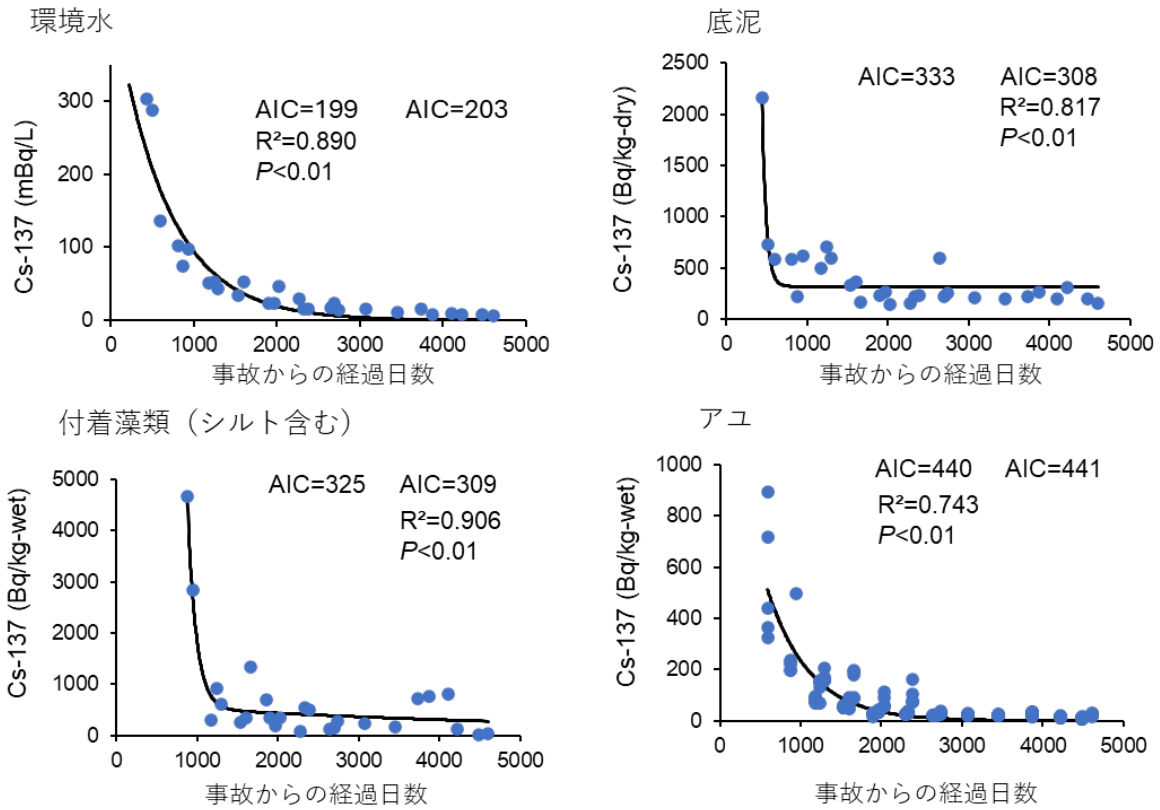 環境水
Cs-137 (mBq/L)
300
200
100
0
AIC=199 AIC=203
R²=0.890
P<0.01
0 1000 2000 3000 4000 5000
事故からの経過日数
底泥
Cs-137 (Bq/kg-dry)
2500
2000
1500
1000
500
0
AIC=333 AIC=308
R²=0.817
P<0.01
0 1000 2000 3000 4000 5000
事故からの経過日数
付着藻類（シルト含む）
Cs-137 (Bq/kg-wet)
5000
4000
3000
2000
1000
0
AIC=325 AIC=309
R²=0.906
P<0.01
0 1000 2000 3000 4000 5000
事故からの経過日数
アユ
Cs-137 (Bq/kg-wet)
1000
800
600
400
200
0
AIC=440 AIC=441
R²=0.743
P<0.01
0 1000 2000 3000 4000 5000
事故からの経過日数